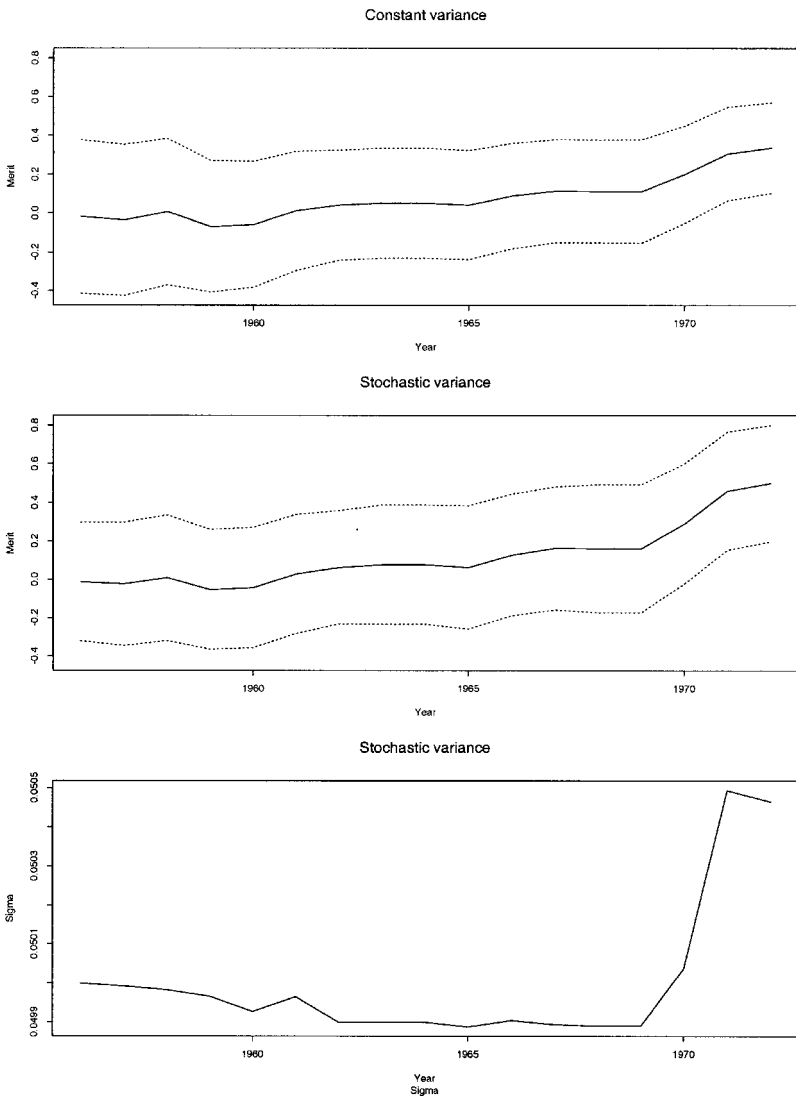 Constant variance
0.8
0.6
0.4
0.2
0.0
-0.2
-0.4
Merit
1960
1965
1970
Year
Stochastic variance
0.8
0.6
0.4
0.2
0.0
-0.2
-0.4
Merit
1960
1965
1970
Year
Stochastic variance
0.0505
0.0503
0.0501
0.0499
Sigma
1960
1965
1970
Year
Sigma